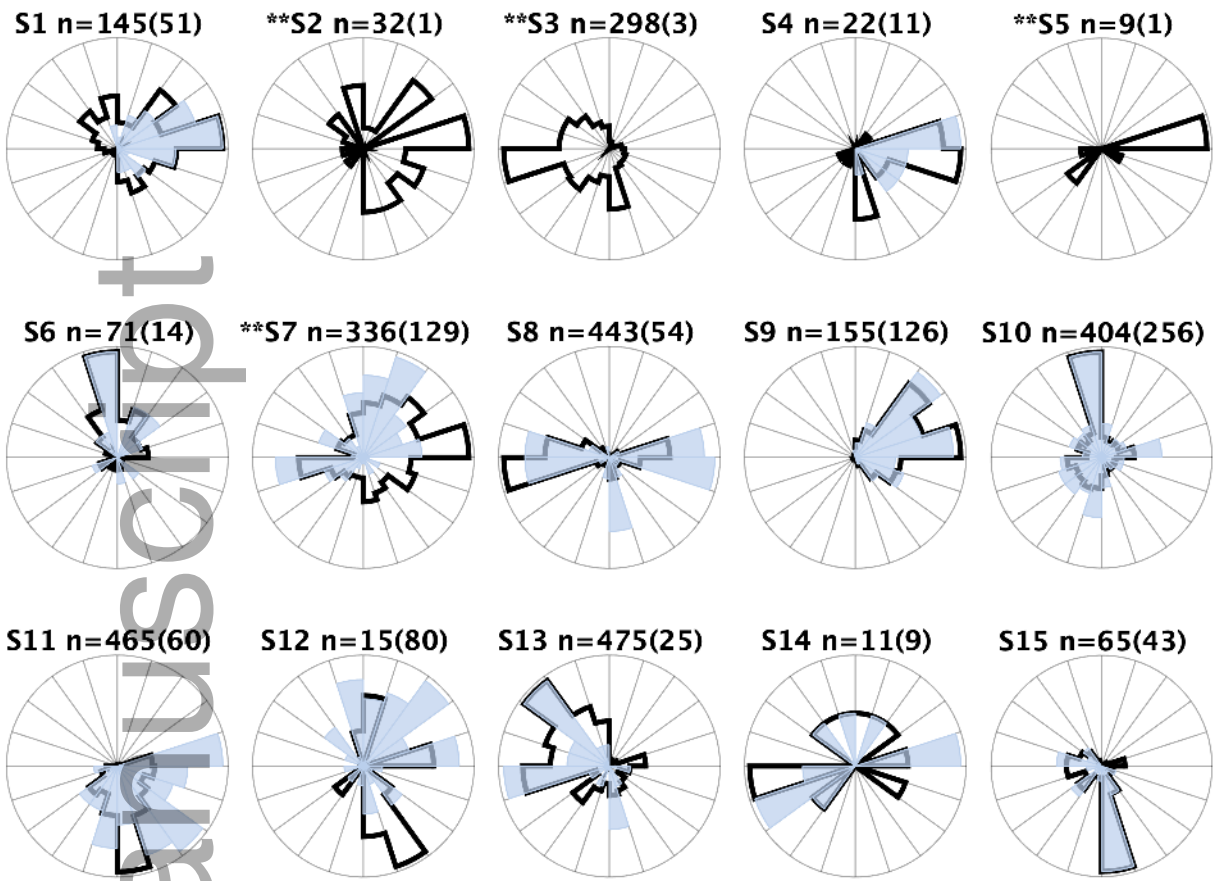 S1 n=145(51) **S2 n=32(1) **S3 n=298(3) S4 n=22(11) **S5 n=9(1)
S6 n=71(14) **S7 n=336(129) S8 n=443(54) S9 n=155(126) S10 n=404(256)
S11 n=465(60) S12 n=15(80) S13 n=475(25) S14 n=11(9) S15 n=65(43)
anuscript